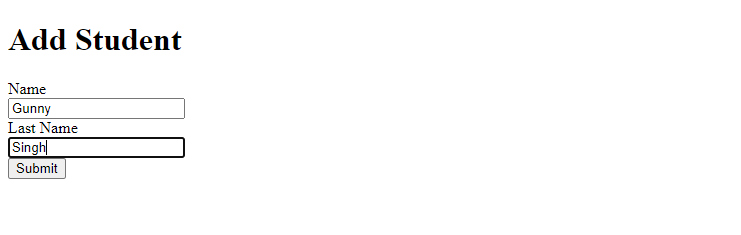 Add Student
Name
Gunny
Last Name
Singh
Submit